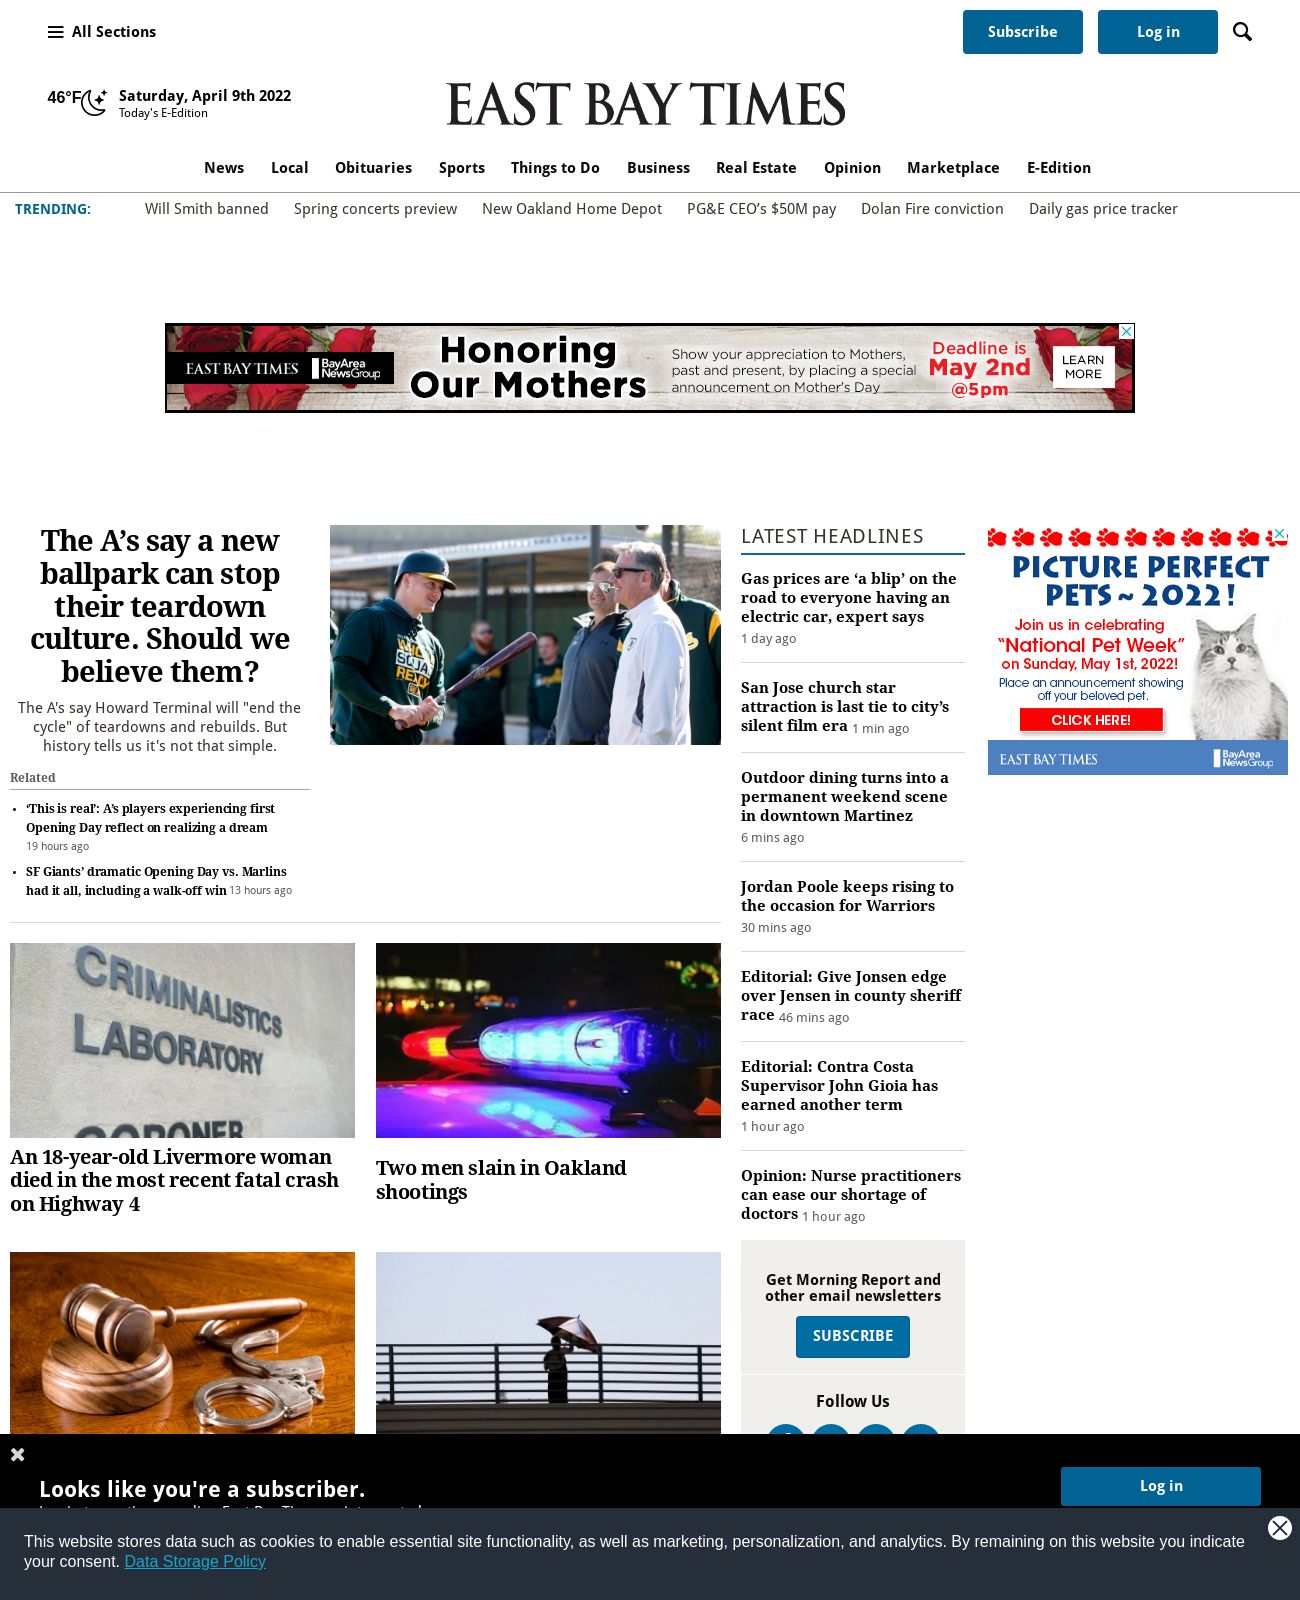 All Sections
Subscribe
Log in
46°F
Saturday, April 9th 2022
Today's E-Edition
EAST BAY TIMES
News Local Obituaries Sports Things to Do Business Real Estate Opinion Marketplace E-Edition
TRENDING: Will Smith banned Spring concerts preview New Oakland Home Depot PG&E CEO’s $50M pay Dolan Fire conviction Daily gas price tracker
EAST BAY TIMES
BayArea
NewsGroup
Honoring
Our Mothers
Show your appreciation to Mothers,
past and present, by placing a special
announcement on Mother's Day
Deadline is
May 2nd
@5pm
LEARN
MORE
The A’s say a new
ballpark can stop
their teardown
culture. Should we
believe them?
The A's say Howard Terminal will "end the
cycle" of teardowns and rebuilds. But
history tells us it's not that simple.
Related
‘This is real’: A’s players experiencing first
Opening Day reflect on realizing a dream
19 hours ago
SF Giants’ dramatic Opening Day vs. Marlins
had it all, including a walk-off win 13 hours ago
CRIMINALISTICS
LABORATORY
CORONER
An 18-year-old Livermore woman
died in the most recent fatal crash
on Highway 4
Two men slain in Oakland
shootings
LATEST HEADLINES
Gas prices are ‘a blip’ on the
road to everyone having an
electric car, expert says
1 day ago
San Jose church star
attraction is last tie to city’s
silent film era 1 min ago
Outdoor dining turns into a
permanent weekend scene
in downtown Martinez
6 mins ago
Jordan Poole keeps rising to
the occasion for Warriors
30 mins ago
Editorial: Give Jonsen edge
over Jensen in county sheriff
race 46 mins ago
Editorial: Contra Costa
Supervisor John Gioia has
earned another term
1 hour ago
Opinion: Nurse practitioners
can ease our shortage of
doctors 1 hour ago
Get Morning Report and
other email newsletters
SUBSCRIBE
Follow Us
PICTURE PERFECT
PETS ~ 2022!
Join us in celebrating
“National Pet Week”
on Sunday, May 1st, 2022!
Place an announcement showing
off your beloved pet.
CLICK HERE!
EAST BAY TIMES
BayArea
NewsGroup
Looks like you're a subscriber.
Log in
This website stores data such as cookies to enable essential site functionality, as well as marketing, personalization, and analytics. By remaining on this website you indicate
your consent. Data Storage Policy